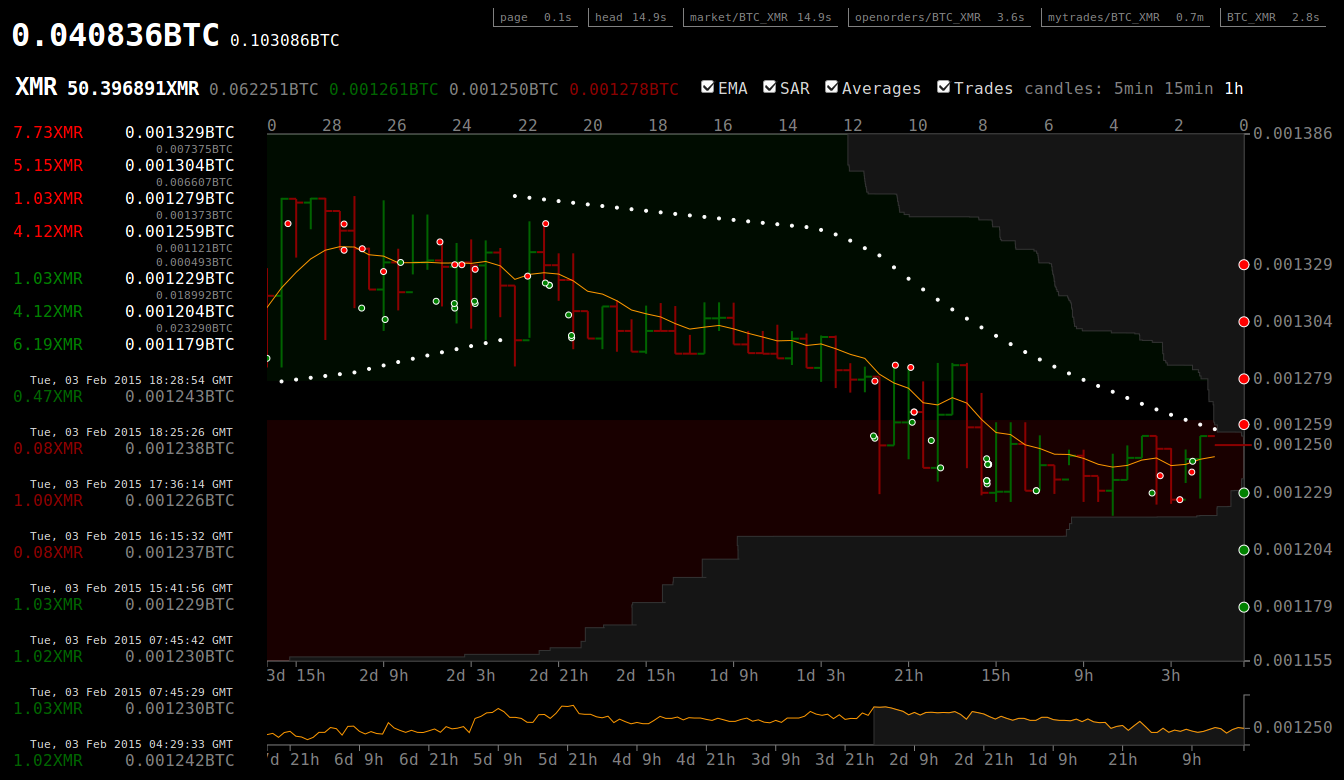 page 0.1s head 14.9s market/BTC_XMR 14.9s openorders/BTC_XMR 3.6s mytrades/BTC_XMR 0.7m BTC_XMR 2.8s
0.040836BTC 0.103086BTC
XMR 50.396891XMR 0.062251BTC 0.001261BTC 0.001250BTC 0.001278BTC EMA SAR Averages Trades candles: 5min 15min 1h
7.73XMR 0.001329BTC
0.007375BTC
5.15XMR 0.001304BTC
0.006607BTC
1.03XMR 0.001279BTC
0.001373BTC
4.12XMR 0.001259BTC
0.001121BTC
0.000493BTC
1.03XMR 0.001229BTC
0.018992BTC
4.12XMR 0.001204BTC
0.023290BTC
6.19XMR 0.001179BTC
Tue, 03 Feb 2015 18:28:54 GMT
0.47XMR 0.001243BTC
Tue, 03 Feb 2015 18:25:26 GMT
0.08XMR 0.001238BTC
Tue, 03 Feb 2015 17:36:14 GMT
1.00XMR 0.001226BTC
Tue, 03 Feb 2015 16:15:32 GMT
0.08XMR 0.001237BTC
Tue, 03 Feb 2015 15:41:56 GMT
1.03XMR 0.001229BTC
Tue, 03 Feb 2015 07:45:42 GMT
1.02XMR 0.001230BTC
Tue, 03 Feb 2015 07:45:29 GMT
1.03XMR 0.001230BTC
Tue, 03 Feb 2015 04:29:33 GMT
1.02XMR 0.001242BTC
0 28 26 24 22 20 18 16 14 12 10 8 6 4 2 0
0.001386
0.001329
0.001304
0.001279
0.001259
0.001250
0.001229
0.001204
0.001179
0.001155
3d 15h 2d 9h 2d 3h 2d 21h 2d 15h 1d 9h 1d 3h 21h 15h 9h 3h
0.001250
'd 21h 6d 9h 6d 21h 5d 9h 5d 21h 4d 9h 4d 21h 3d 9h 3d 21h 2d 9h 2d 21h 1d 9h 21h 9h